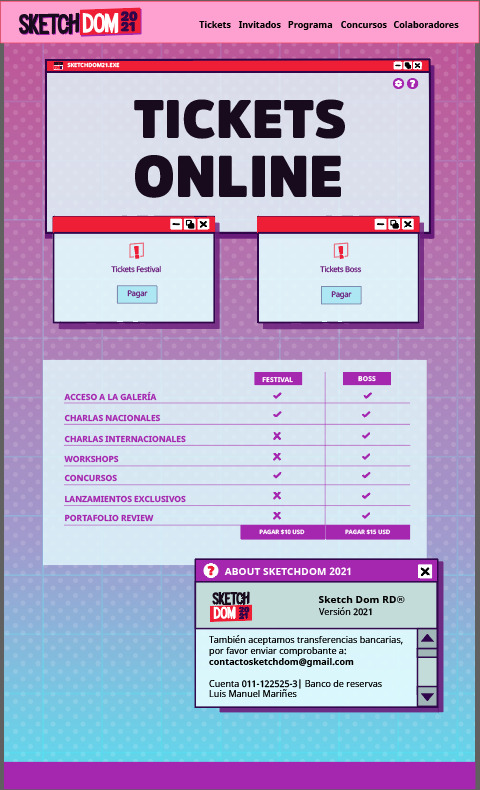 SKETCH DOM 2021
Tickets Invitados Programa Concursos Colaboradores
SKETCHDOM21.EXE
?
TICKETS
ONLINE
Tickets Festival
Tickets Boss
Pagar
Pagar
FESTIVAL BOSS
ACCESO A LA GALERÍA
CHARLAS NACIONALES
CHARLAS INTERNACIONALES
WORKSHOPS
CONCURSOS
LANZAMIENTOS EXCLUSIVOS
PORTAFOLIO REVIEW
PAGAR $10 USD PAGAR $15 USD
? ABOUT SKETCHDOM 2021
SKETCH
DOM 2021
Sketch Dom RD®
Versión 2021
También aceptamos transferencias bancarias,
por favor enviar comprobante a:
contactosketchdom@gmail.com
Cuenta 011-122525-3| Banco de reservas
Luis Manuel Mariñes